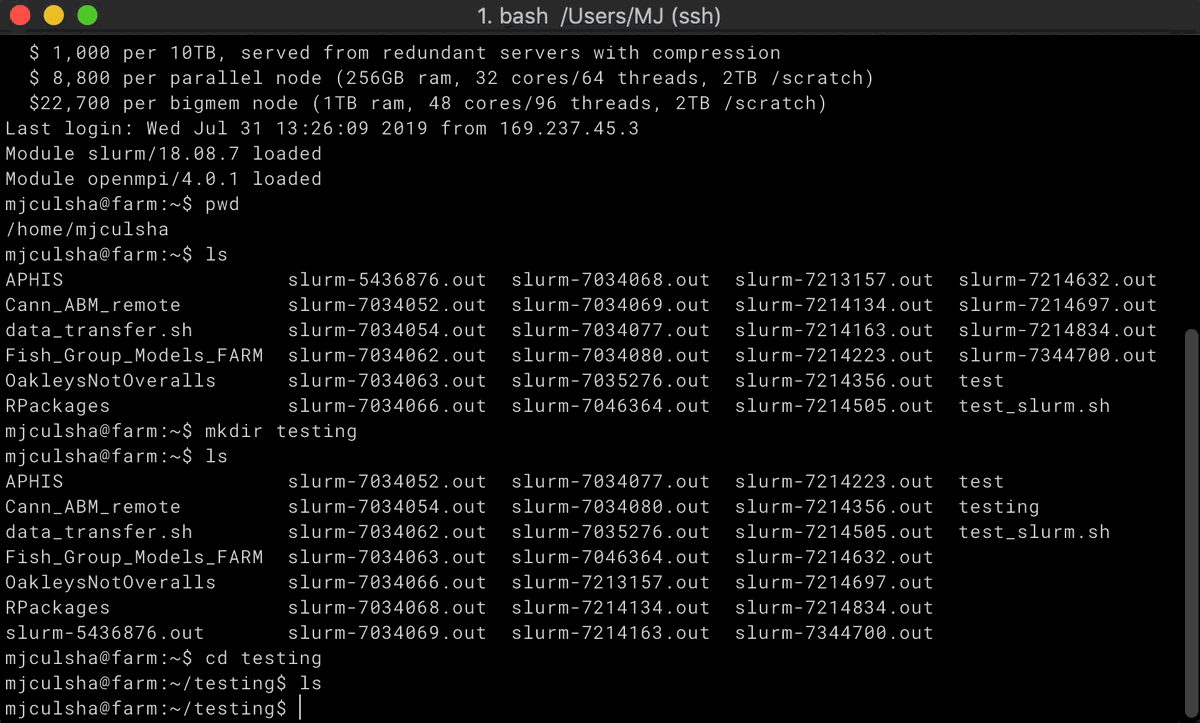 1. bash  /Users/MJ (ssh)
  $ 1,000 per 10TB, served from redundant servers with compression
  $ 8,800 per parallel node (256GB ram, 32 cores/64 threads, 2TB /scratch)
  $22,700 per bigmem node (1TB ram, 48 cores/96 threads, 2TB /scratch)
Last login: Wed Jul 31 13:26:09 2019 from 169.237.45.3
Module slurm/18.08.7 loaded
Module openmpi/4.0.1 loaded
mjculsha@farm:~$ pwd
/home/mjculsha
mjculsha@farm:~$ ls
APHIS                   slurm-5436876.out  slurm-7034068.out  slurm-7213157.out  slurm-7214632.out
Cann_ABM_remote         slurm-7034052.out  slurm-7034069.out  slurm-7214134.out  slurm-7214697.out
data_transfer.sh        slurm-7034054.out  slurm-7034077.out  slurm-7214163.out  slurm-7214834.out
Fish_Group_Models_FARM  slurm-7034062.out  slurm-7034080.out  slurm-7214223.out  slurm-7344700.out
OakleysNotOveralls      slurm-7034063.out  slurm-7035276.out  slurm-7214356.out  test
RPackages               slurm-7034066.out  slurm-7046364.out  slurm-7214505.out  test_slurm.sh
mjculsha@farm:~$ mkdir testing
mjculsha@farm:~$ ls
APHIS                   slurm-7034052.out  slurm-7034077.out  slurm-7214223.out  test
Cann_ABM_remote         slurm-7034054.out  slurm-7034080.out  slurm-7214356.out  testing
data_transfer.sh        slurm-7034062.out  slurm-7035276.out  slurm-7214505.out  test_slurm.sh
Fish_Group_Models_FARM  slurm-7034063.out  slurm-7046364.out  slurm-7214632.out
OakleysNotOveralls      slurm-7034066.out  slurm-7213157.out  slurm-7214697.out
RPackages               slurm-7034068.out  slurm-7214134.out  slurm-7214834.out
slurm-5436876.out       slurm-7034069.out  slurm-7214163.out  slurm-7344700.out
mjculsha@farm:~$ cd testing
mjculsha@farm:~/testing$ ls
mjculsha@farm:~/testing$